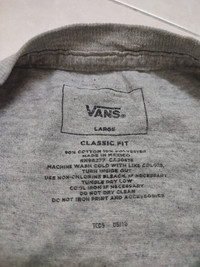 VANS
LARGE
CLASSIC FIT
90% COTTON 10% POLYESTER
MADE IN MEXICO
MACHINE WASH COLD WITH LIKE COLORS,
TURN INSIDE OUT
USE NON-CHLORINE BLEACH, IF NECESSARY
TUMBLE DRY LOW
COOL IRON IF NECESSARY
DO NOT DRY CLEAN
DO NOT IRON PRINT AND ACCESSORIES